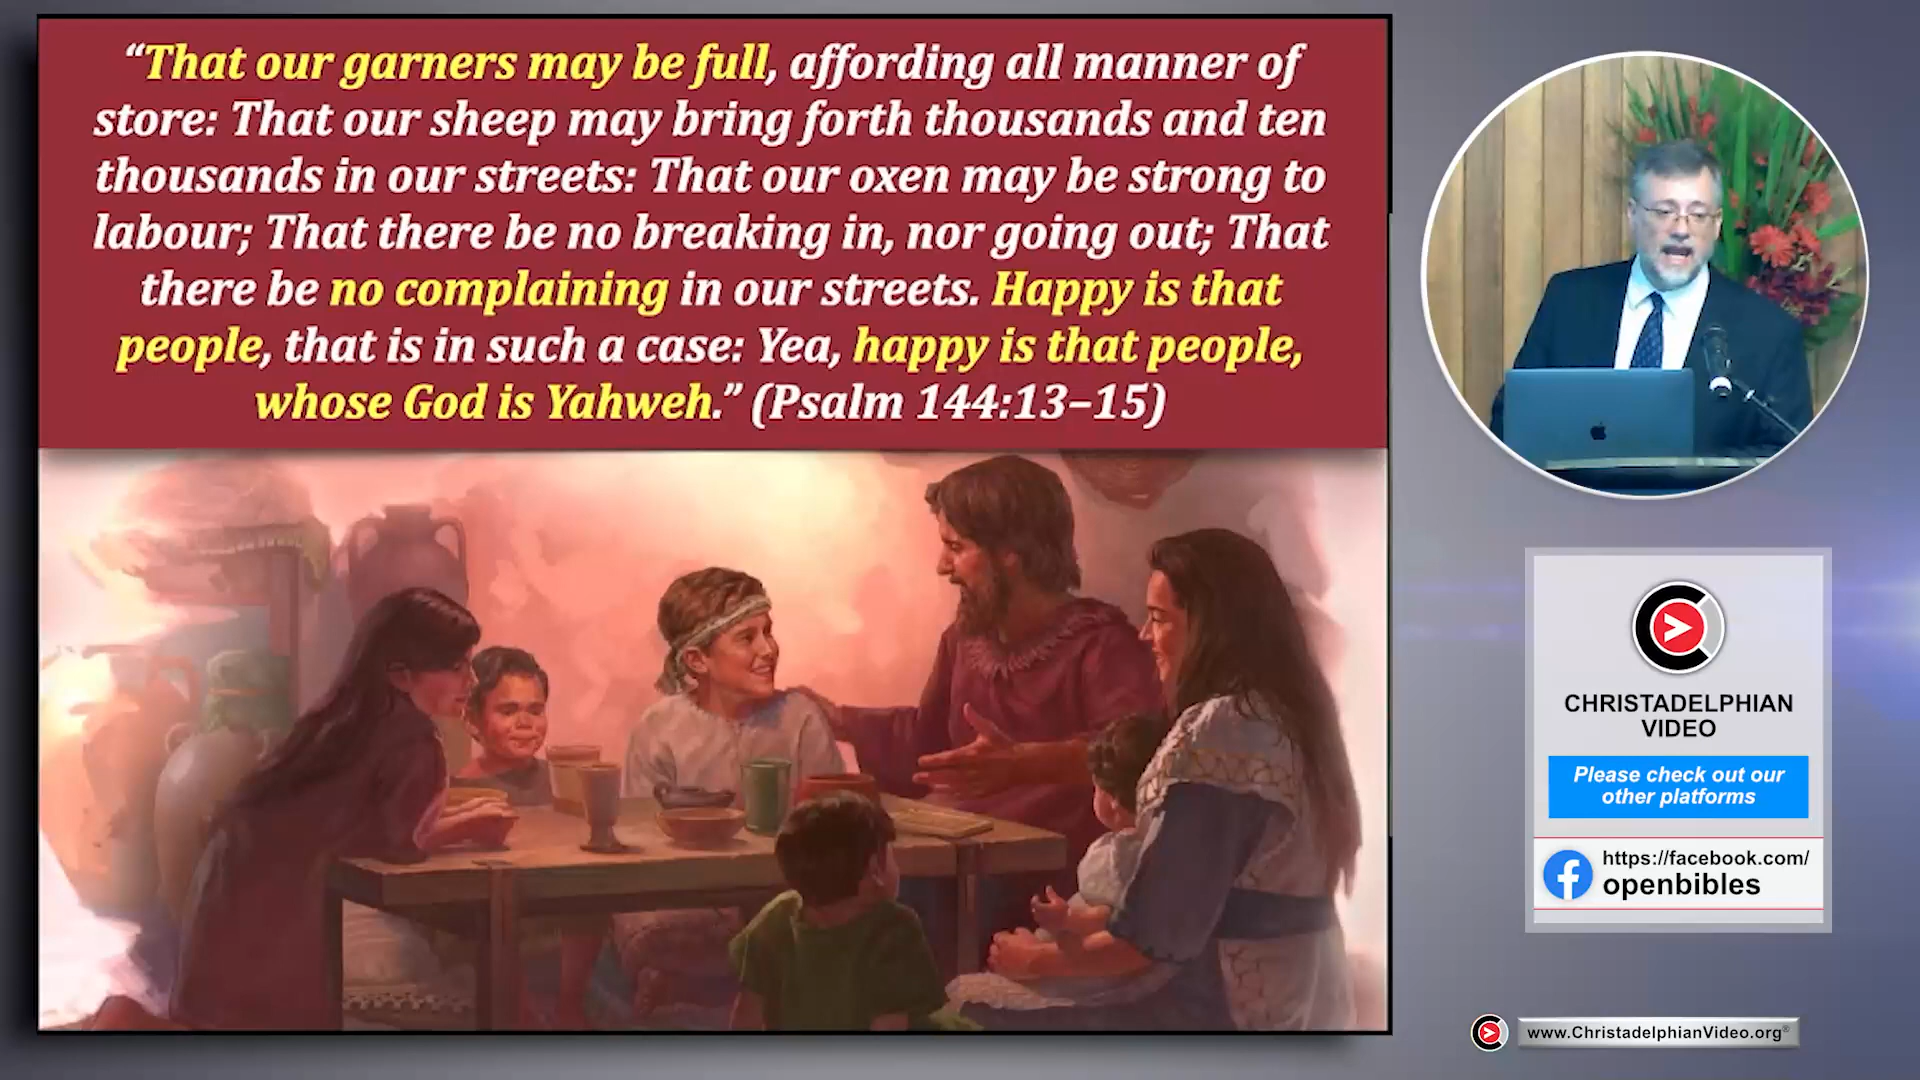 “That our garners may be full, affording all manner of
store: That our sheep may bring forth thousands and ten
thousands in our streets: That our oxen may be strong to
labour; That there be no breaking in, nor going out; That
there be no complaining in our streets. Happy is that
people, that is in such a case: Yea, happy is that people,
whose God is Yahweh.” (Psalm 144:13–15)
CHRISTADELPHIAN
VIDEO
Please check out our
other platforms
https://facebook.com/
openbibles
www.ChristadelphianVideo.org®